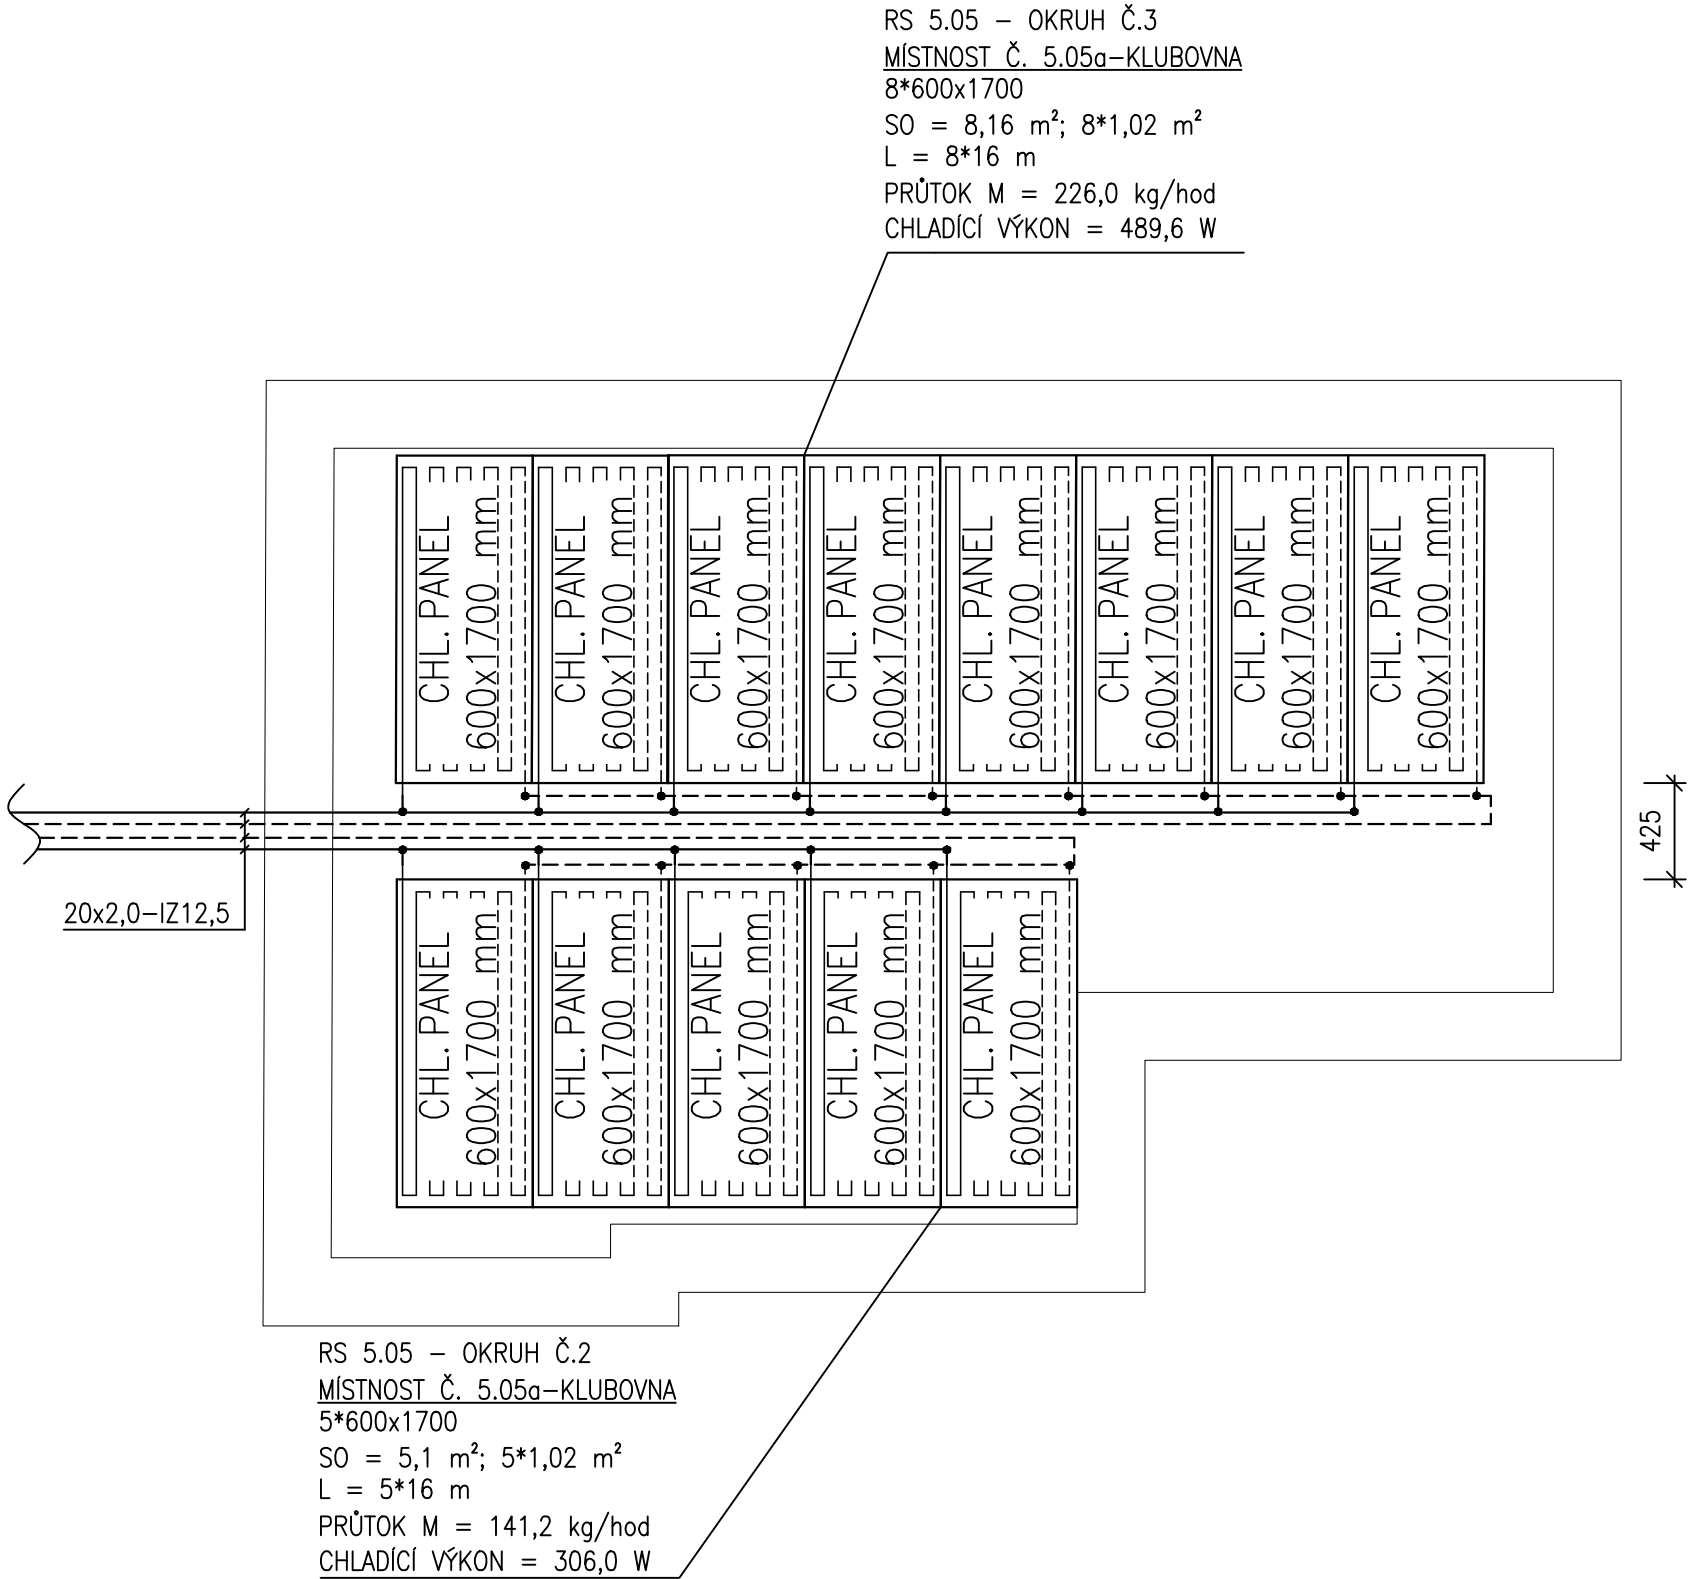 RS 5.05 – OKRUH Č.3
MÍSTNOST Č. 5.05a–KLUBOVNA
8*600x1700
SO = 8,16 m²; 8*1,02 m²
L = 8*16 m
PRŮTOK M = 226,0 kg/hod
CHLADÍCÍ VÝKON = 489,6 W
CHL. PANEL
600x1700 mm
CHL. PANEL
600x1700 mm
CHL. PANEL
600x1700 mm
CHL. PANEL
600x1700 mm
CHL. PANEL
600x1700 mm
CHL. PANEL
600x1700 mm
CHL. PANEL
600x1700 mm
CHL. PANEL
600x1700 mm
425
20x2,0–IZ12,5
CHL. PANEL
600x1700 mm
CHL. PANEL
600x1700 mm
CHL. PANEL
600x1700 mm
CHL. PANEL
600x1700 mm
CHL. PANEL
600x1700 mm
RS 5.05 – OKRUH Č.2
MÍSTNOST Č. 5.05a–KLUBOVNA
5*600x1700
SO = 5,1 m²; 5*1,02 m²
L = 5*16 m
PRŮTOK M = 141,2 kg/hod
CHLADÍCÍ VÝKON = 306,0 W